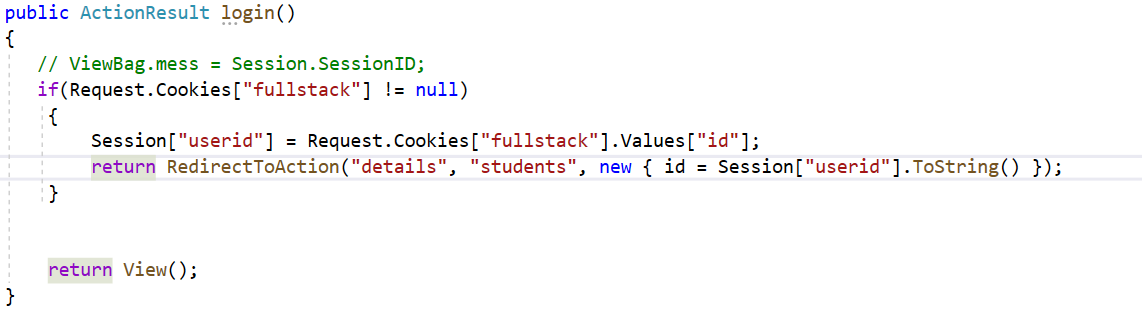 public ActionResult login()
{
// ViewBag.mess = Session.SessionID;
if(Request.Cookies["fullstack"] != null)
{
Session["userid"] = Request.Cookies["fullstack"].Values["id"];
return RedirectToAction("details", "students", new { id = Session["userid"].ToString() });
}
return View();
}